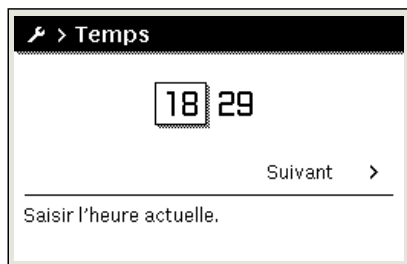 > Temps
18 29
Suivant >
Saisir l'heure actuelle.